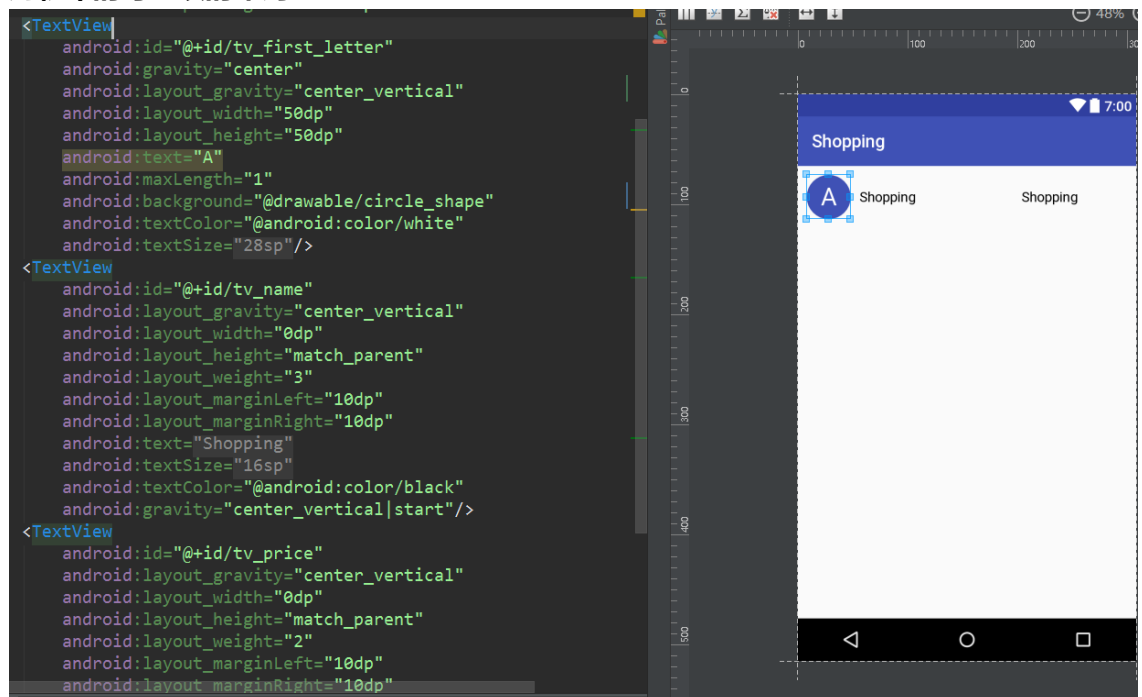 <TextView
android:id="@+id/tv_first_letter"
android:gravity="center"
android:layout_gravity="center_vertical"
android:layout_width="50dp"
android:layout_height="50dp"
android:text="A"
android:maxLength="1"
android:background="@drawable/circle_shape"
android:textColor="@android:color/white"
android:textSize="28sp"/>
<TextView
android:id="@+id/tv_name"
android:layout_gravity="center_vertical"
android:layout_width="0dp"
android:layout_height="match_parent"
android:layout_weight="3"
android:layout_marginLeft="10dp"
android:layout_marginRight="10dp"
android:text="Shopping"
android:textSize="16sp"
android:textColor="@android:color/black"
android:gravity="center_vertical|start"/>
<TextView
android:id="@+id/tv_price"
android:layout_gravity="center_vertical"
android:layout_width="0dp"
android:layout_height="match_parent"
android:layout_weight="2"
android:layout_marginLeft="10dp"
android:layout_marginRight="10dp"
Pal
48%
0 100 200 30
7:00
Shopping
A Shopping Shopping
0
100
200
300
400
500